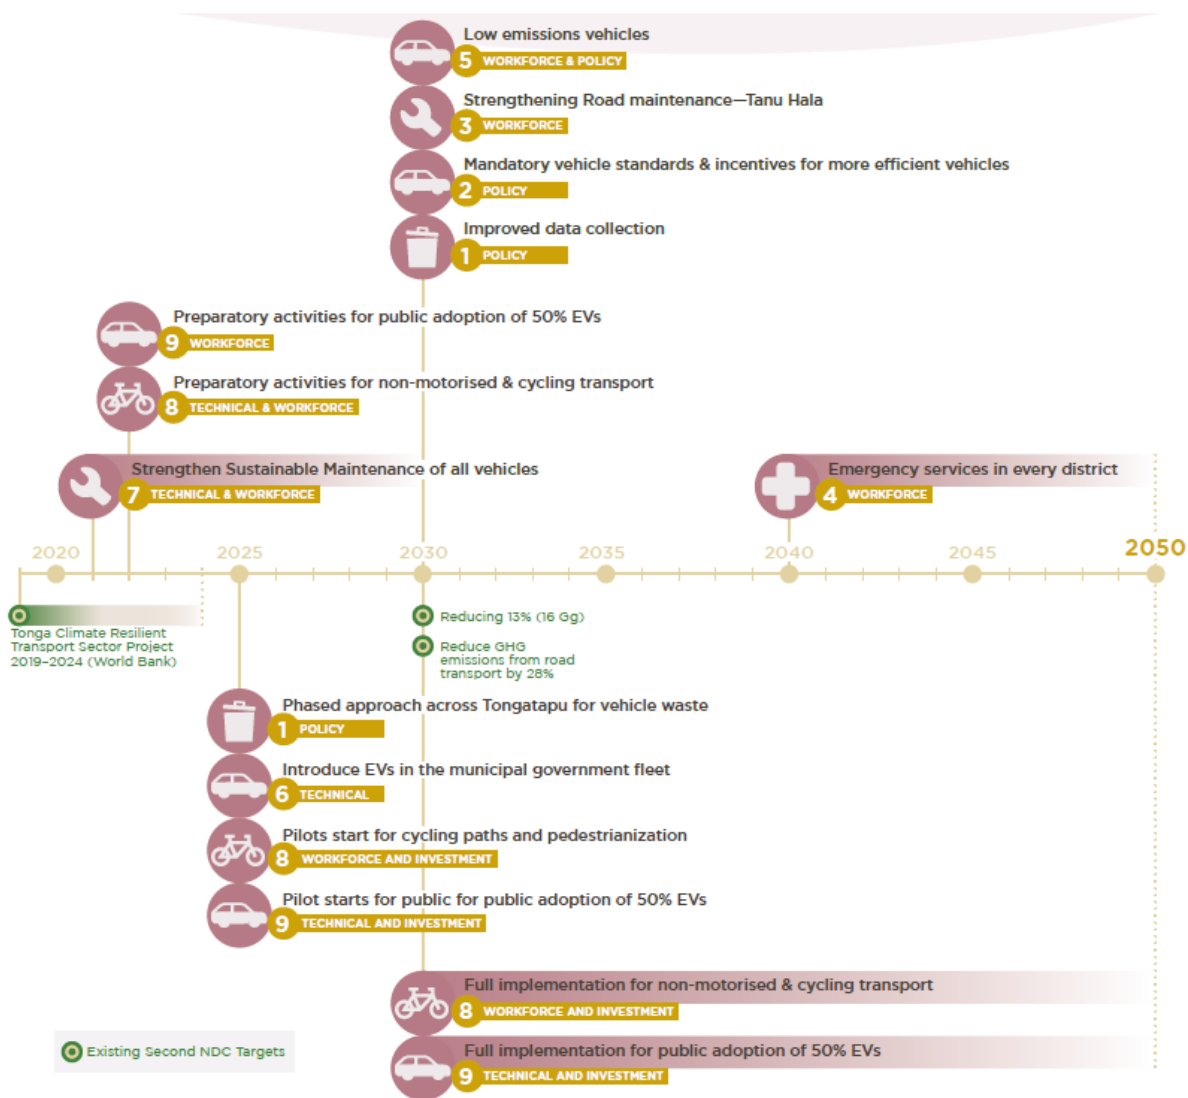 Low emissions vehicles
5 WORKFORCE & POLICY
Strengthening Road maintenance—Tanu Hala
3 WORKFORCE
Mandatory vehicle standards & incentives for more efficient vehicles
2 POLICY
Improved data collection
1 POLICY
Preparatory activities for public adoption of 50% EVs
9 WORKFORCE
Preparatory activities for non-motorised & cycling transport
8 TECHNICAL & WORKFORCE
Strengthen Sustainable Maintenance of all vehicles
7 TECHNICAL & WORKFORCE
Emergency services in every district
4 WORKFORCE
2020 2025 2030 2035 2040 2045 2050
Tonga Climate Resilient
Transport Sector Project
2019–2024 (World Bank)
Reducing 13% (16 Gg)
Reduce GHG
emissions from road
transport by 28%
Phased approach across Tongatapu for vehicle waste
1 POLICY
Introduce EVs in the municipal government fleet
6 TECHNICAL
Pilots start for cycling paths and pedestrianization
8 WORKFORCE AND INVESTMENT
Pilot starts for public for public adoption of 50% EVs
9 TECHNICAL AND INVESTMENT
Full implementation for non-motorised & cycling transport
8 WORKFORCE AND INVESTMENT
Full implementation for public adoption of 50% EVs
9 TECHNICAL AND INVESTMENT
Existing Second NDC Targets